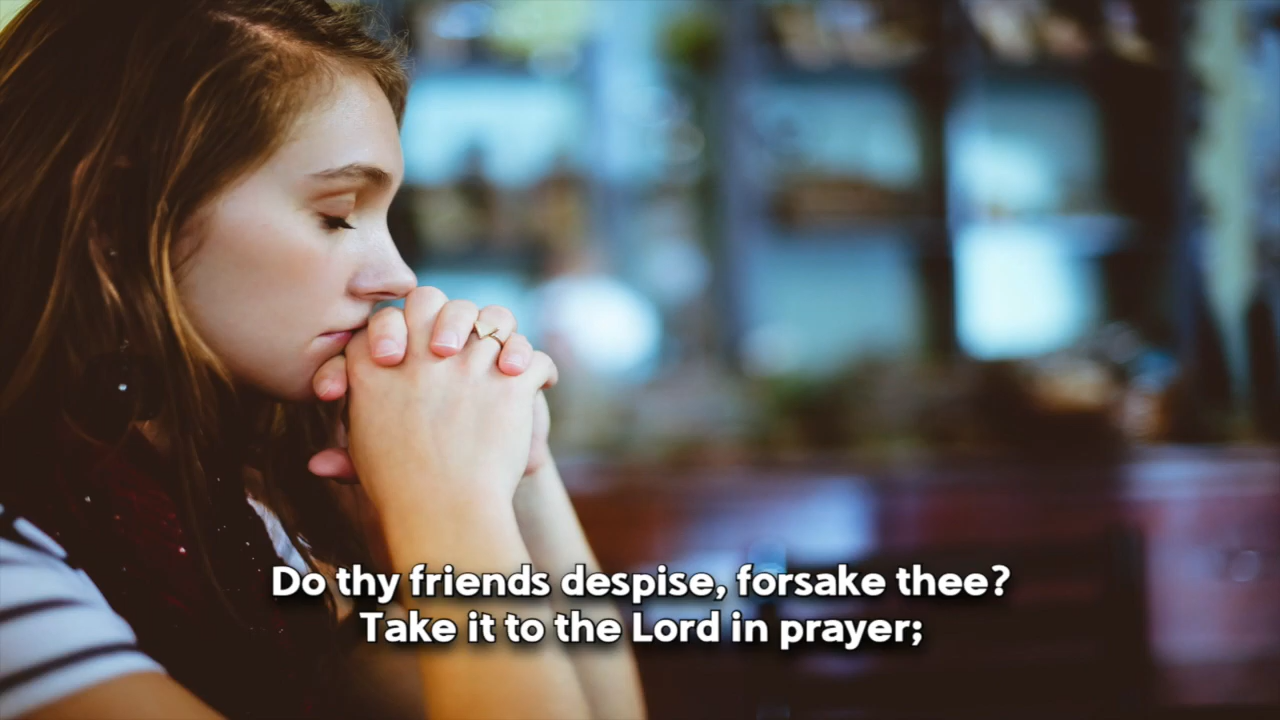 Do thy friends despise, forsake thee?
Take it to the Lord in prayer;